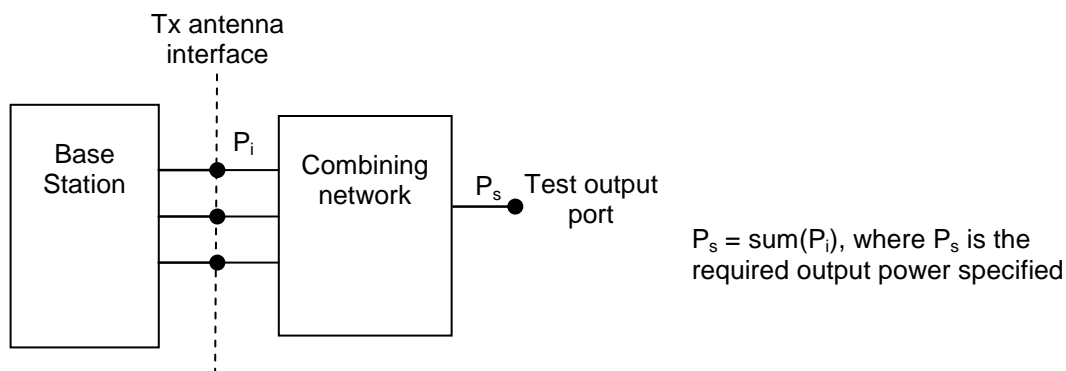 Tx antenna
interface
Base
Station
Pi
Combining
network
Ps
Test output
port
Ps = sum(Pi), where Ps is the
required output power specified